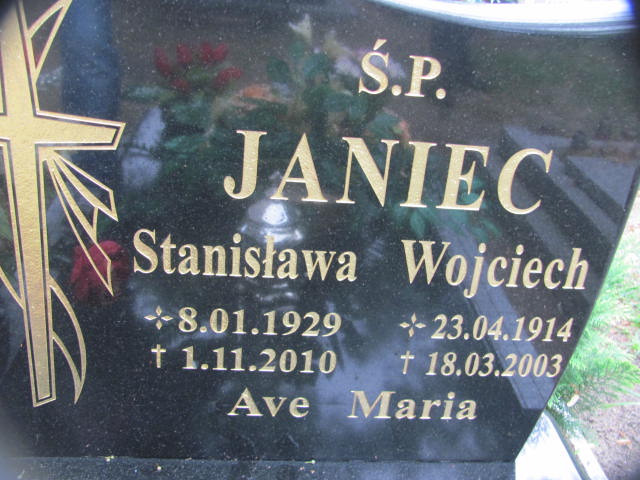 Ś.P.
JANIEC
Stanisława Wojciech
8.01.1929 23.04.1914
† 1.11.2010 † 18.03.2003
Ave Maria